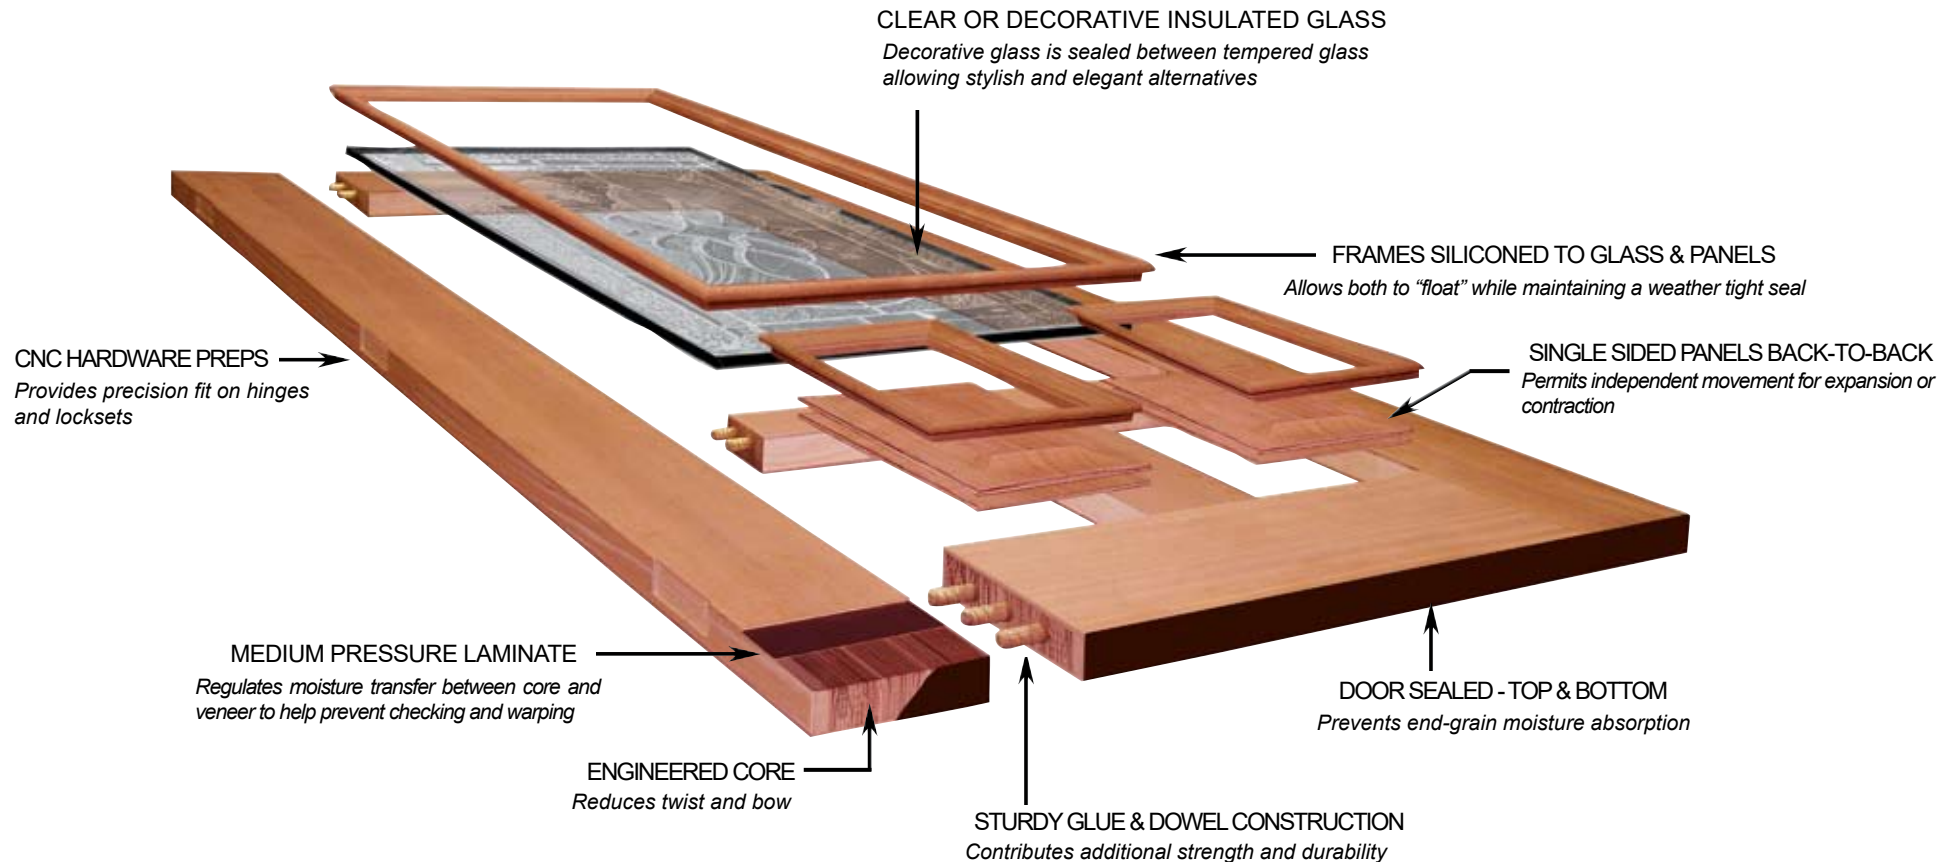 CLEAR OR DECORATIVE INSULATED GLASS
Decorative glass is sealed between tempered glass
allowing stylish and elegant alternatives
FRAMES SILICONED TO GLASS & PANELS
Allows both to “float” while maintaining a weather tight seal
CNC HARDWARE PREPS
Provides precision fit on hinges
and locksets
SINGLE SIDED PANELS BACK-TO-BACK
Permits independent movement for expansion or
contraction
MEDIUM PRESSURE LAMINATE
Regulates moisture transfer between core and
veneer to help prevent checking and warping
DOOR SEALED - TOP & BOTTOM
Prevents end-grain moisture absorption
ENGINEERED CORE
Reduces twist and bow
STURDY GLUE & DOWEL CONSTRUCTION
Contributes additional strength and durability